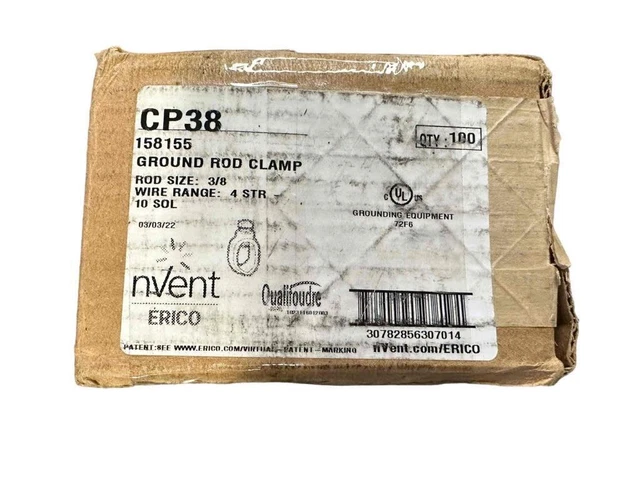 CP38
158155
GROUND ROD CLAMP
QTY: 100
ROD SIZE: 3/8
WIRE RANGE: 4 STR -
10 SOL
03/03/22
C UL US
GROUNDING EQUIPMENT
72F6
nVent
ERICO
Qualifoudre
30782856307014
PATENT:SEE WWW.ERICO.COM/VIRTUAL-PATENT-MARKING
nVent.com/ERICO